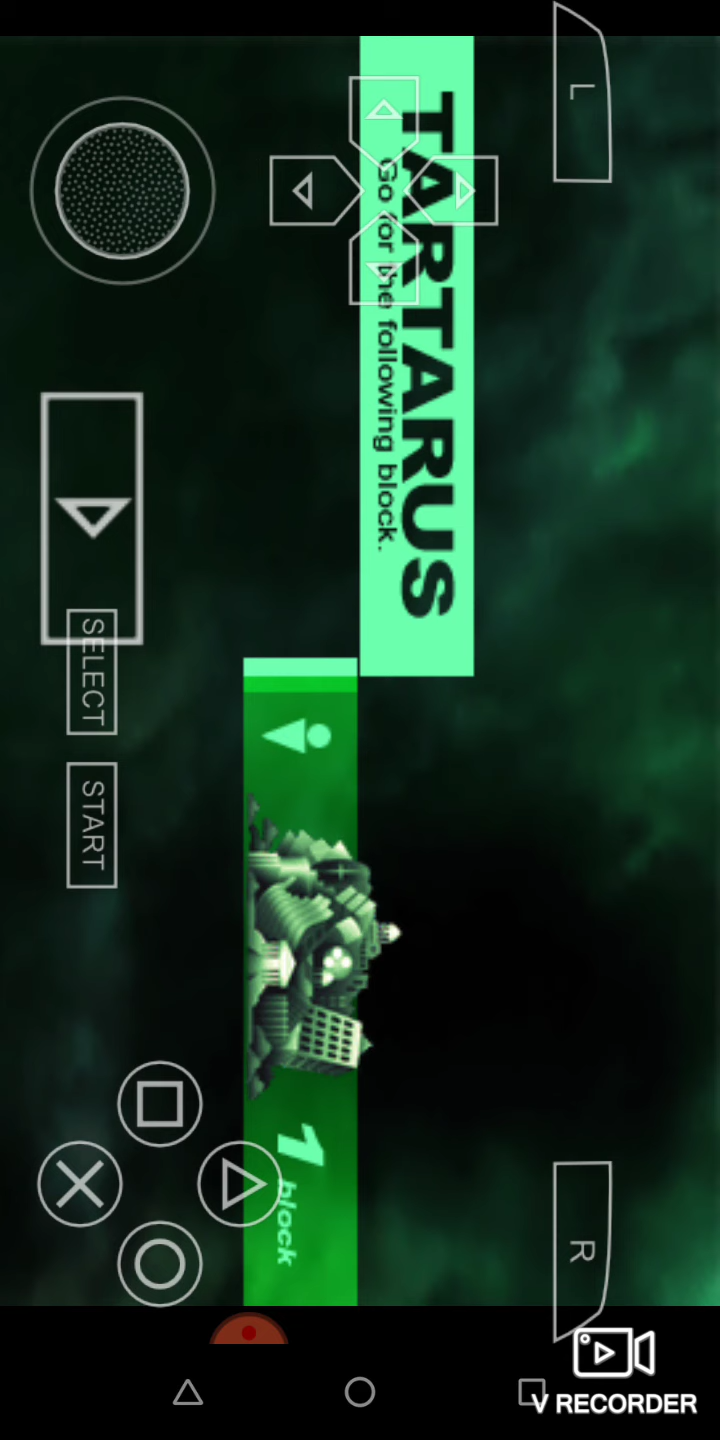 L
TARTARUS
Go for the following block.
SELECT
START
1 block
R
V RECORDER